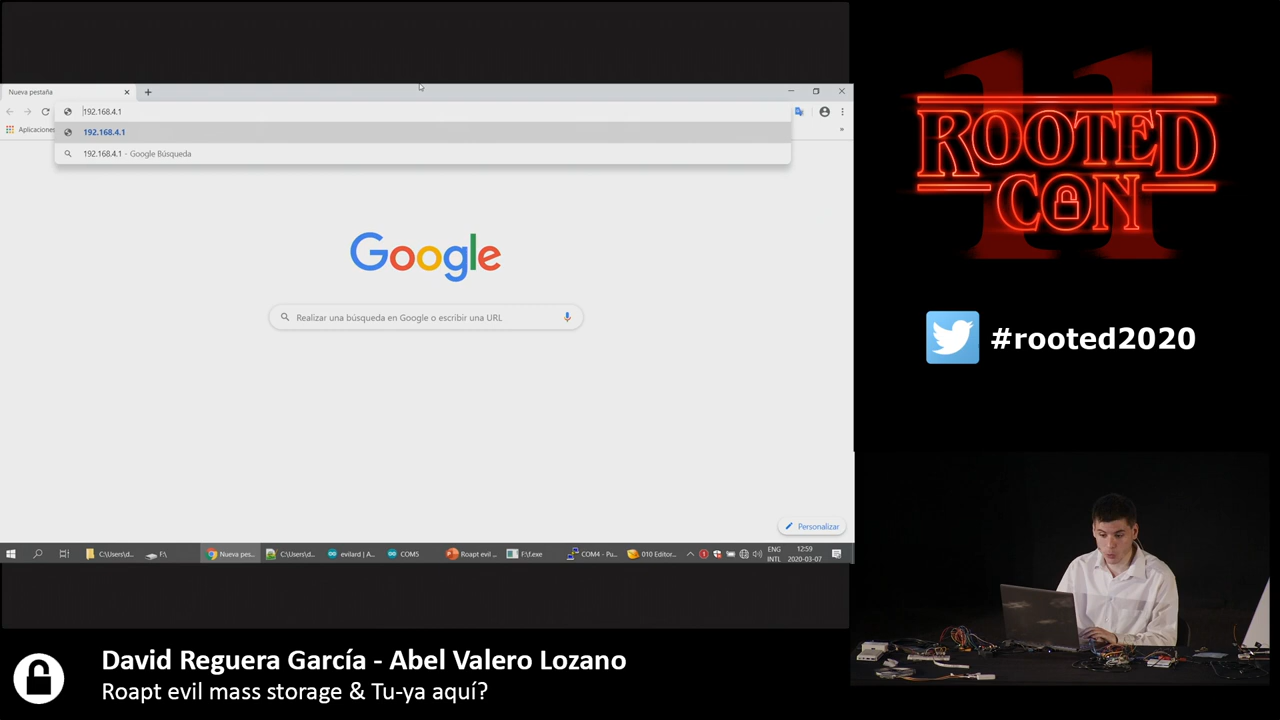 Nueva pestaña
192.168.4.1
Aplicaciones
»
192.168.4.1
192.168.4.1 - Google Búsqueda
Google
Realizar una búsqueda en Google o escribir una URL
Personalizar
C:\Users\d...
F:\
Nueva pes...
C:\Users\d...
evilard | A...
COM5
Roapt evil ...
F:\f.exe
COM4 - Pu...
010 Editor...
ENG
INTL
12:59
2020-03-07
11
ROOTED
CON
#rooted2020
David Reguera García - Abel Valero Lozano
Roapt evil mass storage & Tu-ya aquí?